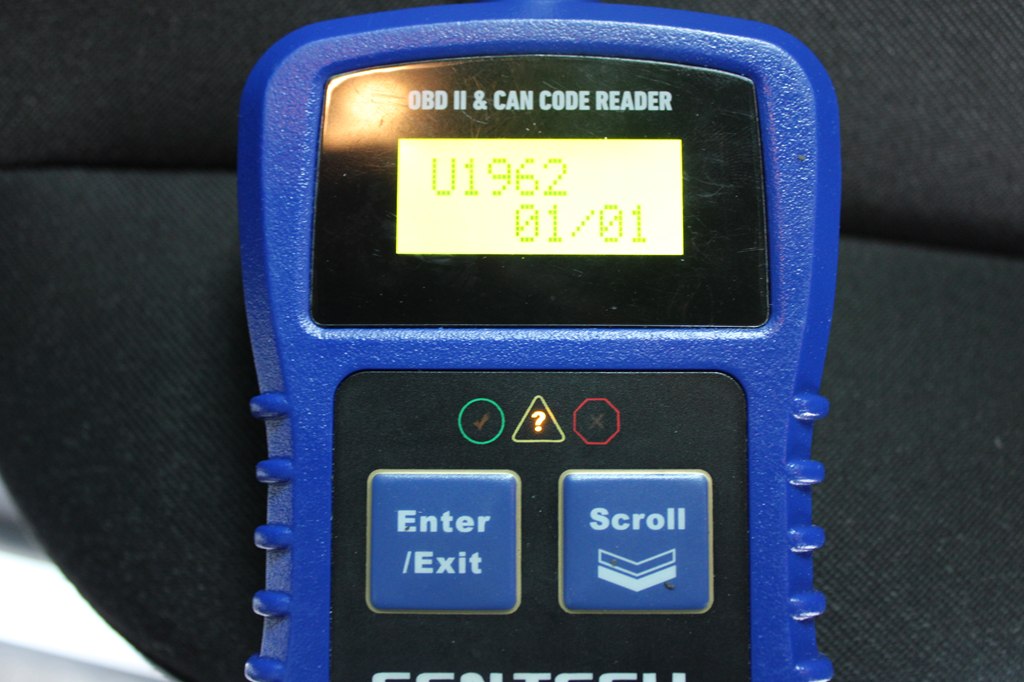 OBD II & CAN CODE READER
U1962
01/01
?
Enter
/Exit
Scroll